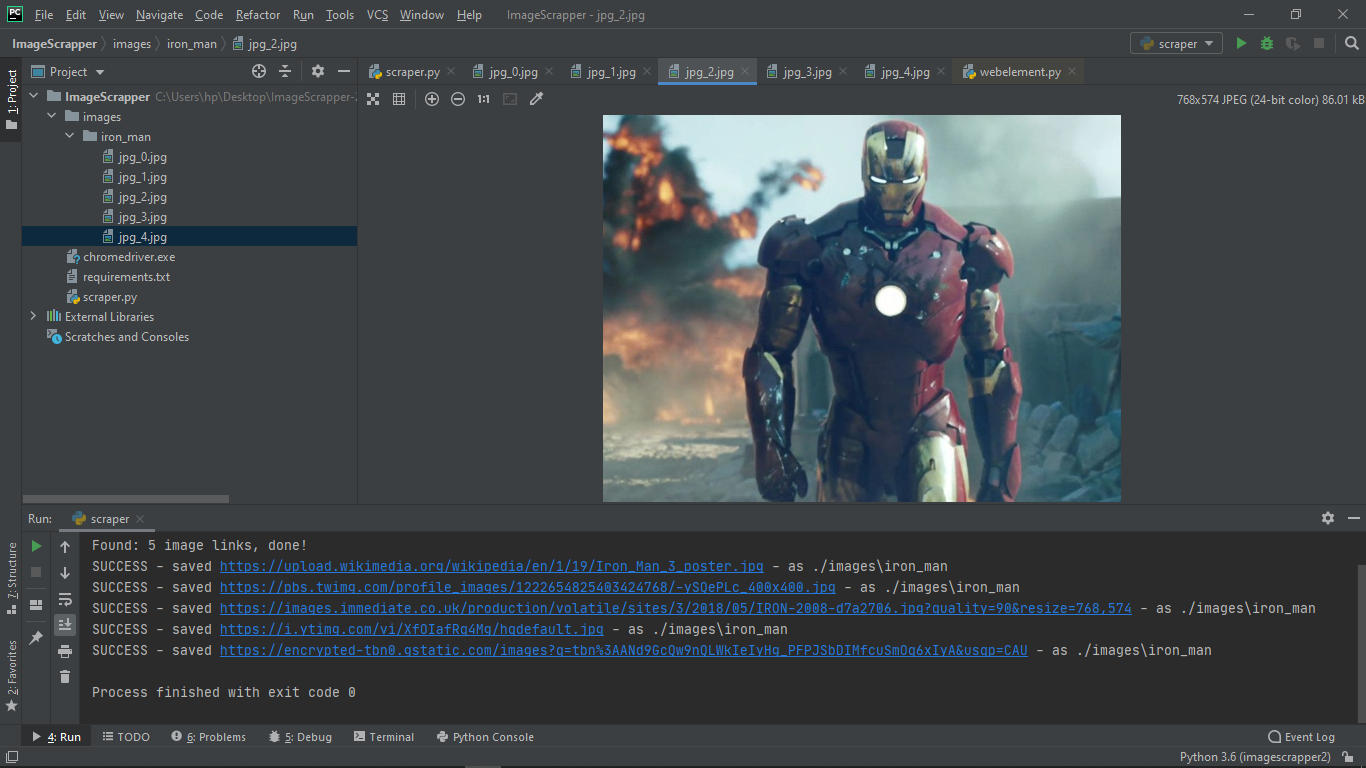 PC File Edit View Navigate Code Refactor Run Tools VCS Window Help ImageScrapper - jpg_2.jpg
ImageScrapper images iron_man jpg_2.jpg scraper
1: Project
Project
scraper.py jpg_0.jpg jpg_1.jpg jpg_2.jpg jpg_3.jpg jpg_4.jpg webelement.py
1:1 768x574 JPEG (24-bit color) 86.01 kB
ImageScrapper C:\Users\hp\Desktop\ImageScrapper-
images
iron_man
jpg_0.jpg
jpg_1.jpg
jpg_2.jpg
jpg_3.jpg
jpg_4.jpg
chromedriver.exe
requirements.txt
scraper.py
External Libraries
Scratches and Consoles
7: Structure
2: Favorites
Run: scraper
Found: 5 image links, done!
SUCCESS - saved https://upload.wikimedia.org/wikipedia/en/1/19/Iron_Man_3_poster.jpg - as ./images\iron_man
SUCCESS - saved https://pbs.twimg.com/profile_images/1222654825403424768/-ySQePLc_400x400.jpg - as ./images\iron_man
SUCCESS - saved https://images.immediate.co.uk/production/volatile/sites/3/2018/05/IRON-2008-d7a2706.jpg?quality=90&resize=768,574 - as ./images\iron_man
SUCCESS - saved https://i.ytimg.com/vi/XfOIafRg4Mg/hqdefault.jpg - as ./images\iron_man
SUCCESS - saved https://encrypted-tbn0.gstatic.com/images?q=tbn%3AANd9GcQw9nQLWkIeIyHq_PFPJSbDIMfcuSmOg6xIyA&usqp=CAU - as ./images\iron_man
Process finished with exit code 0
4: Run TODO 6: Problems 5: Debug Terminal Python Console Event Log
Python 3.6 (imagescrapper2)